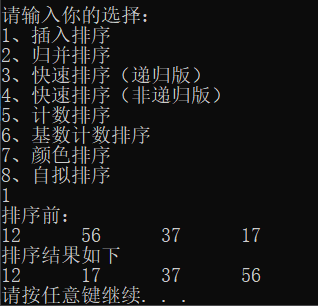 请输入你的选择：
1、插入排序
2、归并排序
3、快速排序（递归版）
4、快速排序（非递归版）
5、计数排序
6、基数计数排序
7、颜色排序
8、自拟排序
1
排序前：
12 56 37 17
排序结果如下
12 17 37 56
请按任意键继续. . .